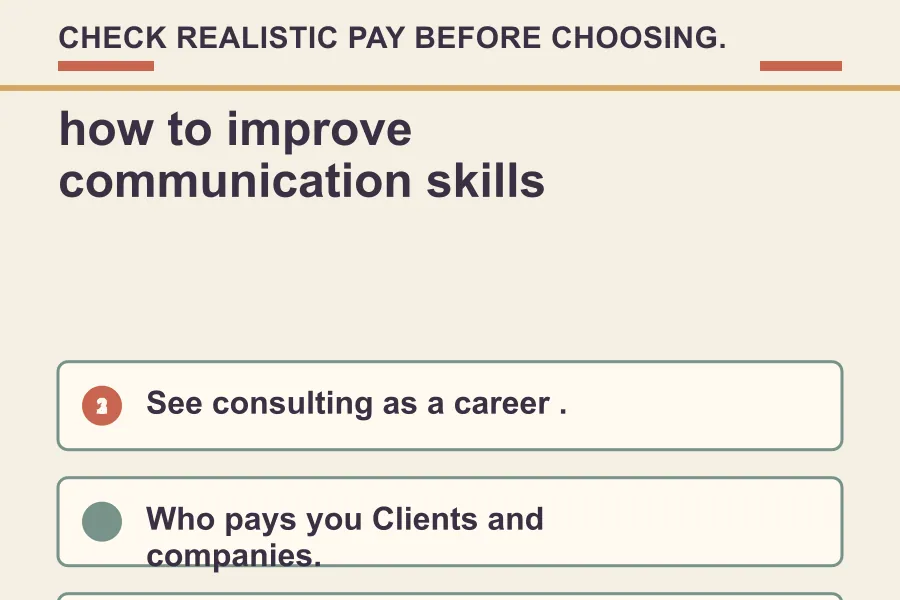 CHECK REALISTIC PAY BEFORE CHOOSING.
how to improve
communication skills
See consulting as a career .
Who pays you Clients and
companies.